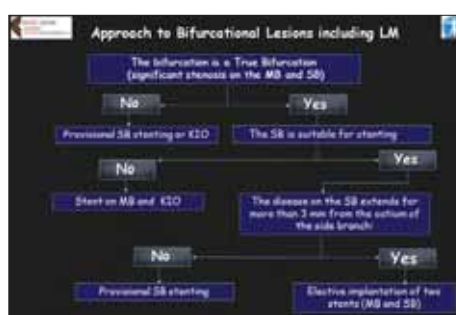 Approach to Bifurcational Lesions including LM
The bifurcation is a True Bifurcation
(significant stenosis on the MB and SB)
No
Yes
Provisional SB stenting or KIO
The SB is suitable for stenting
No
Yes
Stent on MB and KIO
The disease on the SB extends for
more than 3 mm from the ostium of
the side branch
No
Yes
Provisional SB stenting
Elective implantation of two
stents (MB and SB)